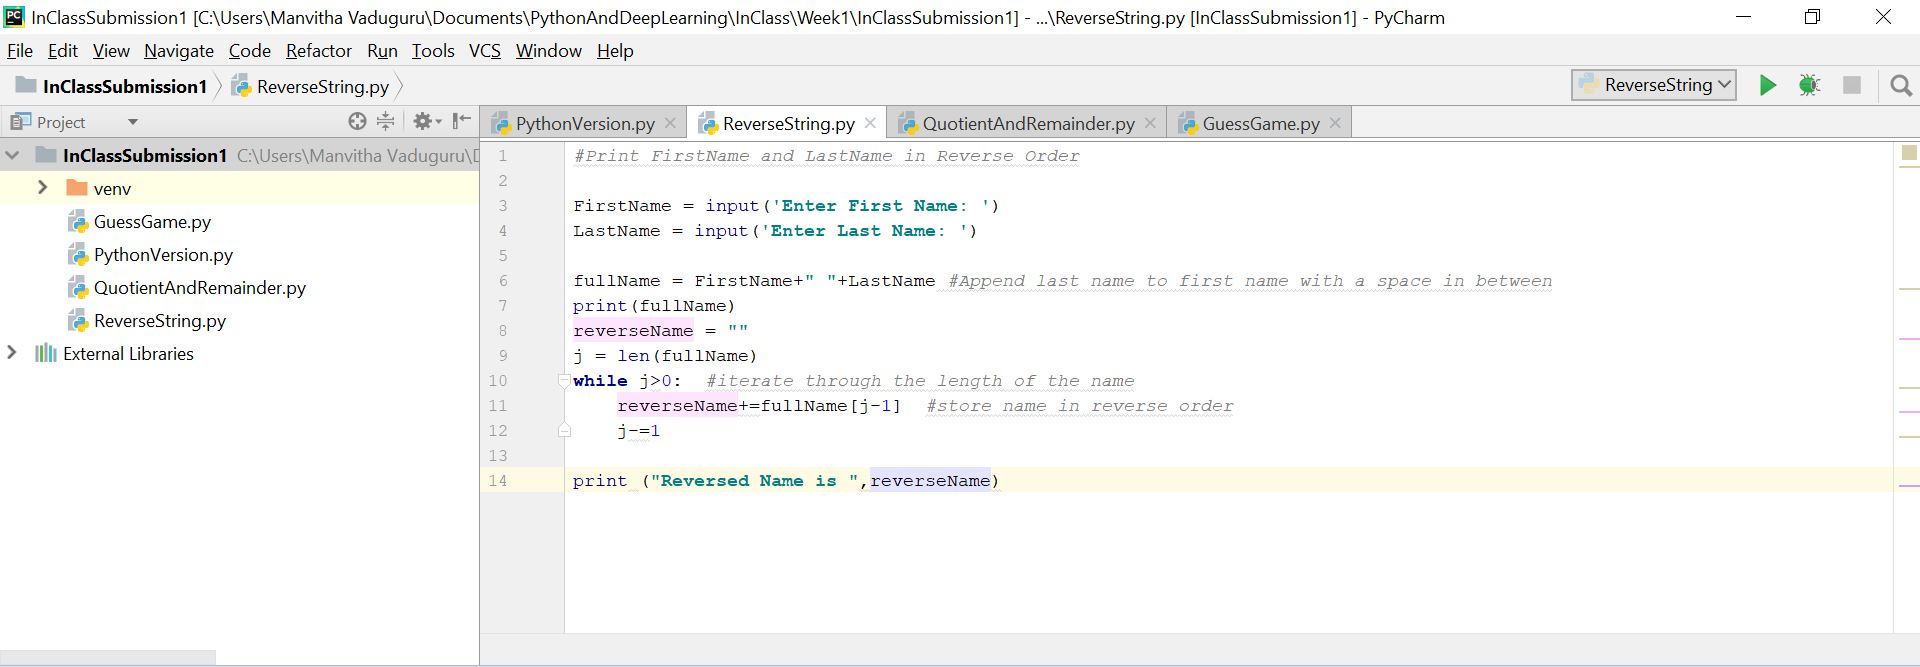 PC InClassSubmission1 [C:\Users\Manvitha Vaduguru\Documents\PythonAndDeepLearning\InClass\Week1\InClassSubmission1] - ...\ReverseString.py [InClassSubmission1] - PyCharm
File Edit View Navigate Code Refactor Run Tools VCS Window Help
InClassSubmission1 ReverseString.py ReverseString
Project PythonVersion.py ReverseString.py QuotientAndRemainder.py GuessGame.py
InClassSubmission1 C:\Users\Manvitha Vaduguru\D
venv
GuessGame.py
PythonVersion.py
QuotientAndRemainder.py
ReverseString.py
External Libraries
1 #Print FirstName and LastName in Reverse Order
2
3 FirstName = input('Enter First Name: ')
4 LastName = input('Enter Last Name: ')
5
6 fullName = FirstName+" "+LastName #Append last name to first name with a space in between
7 print(fullName)
8 reverseName = ""
9 j = len(fullName)
10 while j>0:  #iterate through the length of the name
11     reverseName+=fullName[j-1]  #store name in reverse order
12     j-=1
13
14 print ("Reversed Name is ",reverseName)